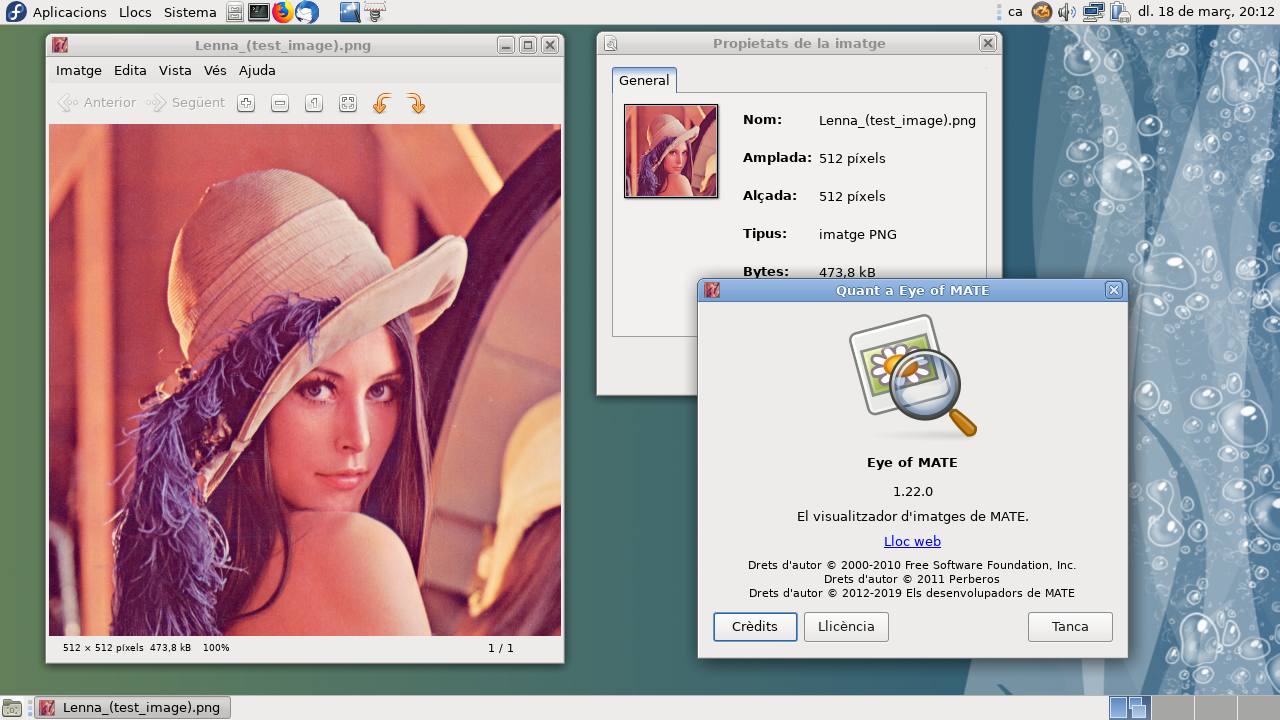 Aplicacions Llocs Sistema
ca dl. 18 de març, 20:12
Lenna_(test_image).png
Imatge Edita Vista Vés Ajuda
Anterior Següent
512 × 512 píxels 473,8 kB 100%
1 / 1
Propietats de la imatge
General
Nom: Lenna_(test_image).png
Amplada: 512 píxels
Alçada: 512 píxels
Tipus: imatge PNG
Bytes: 473,8 kB
Quant a Eye of MATE
Eye of MATE
1.22.0
El visualitzador d'imatges de MATE.
Lloc web
Drets d'autor © 2000-2010 Free Software Foundation, Inc.
Drets d'autor © 2011 Perberos
Drets d'autor © 2012-2019 Els desenvolupadors de MATE
Crèdits Llicència Tanca
Lenna_(test_image).png